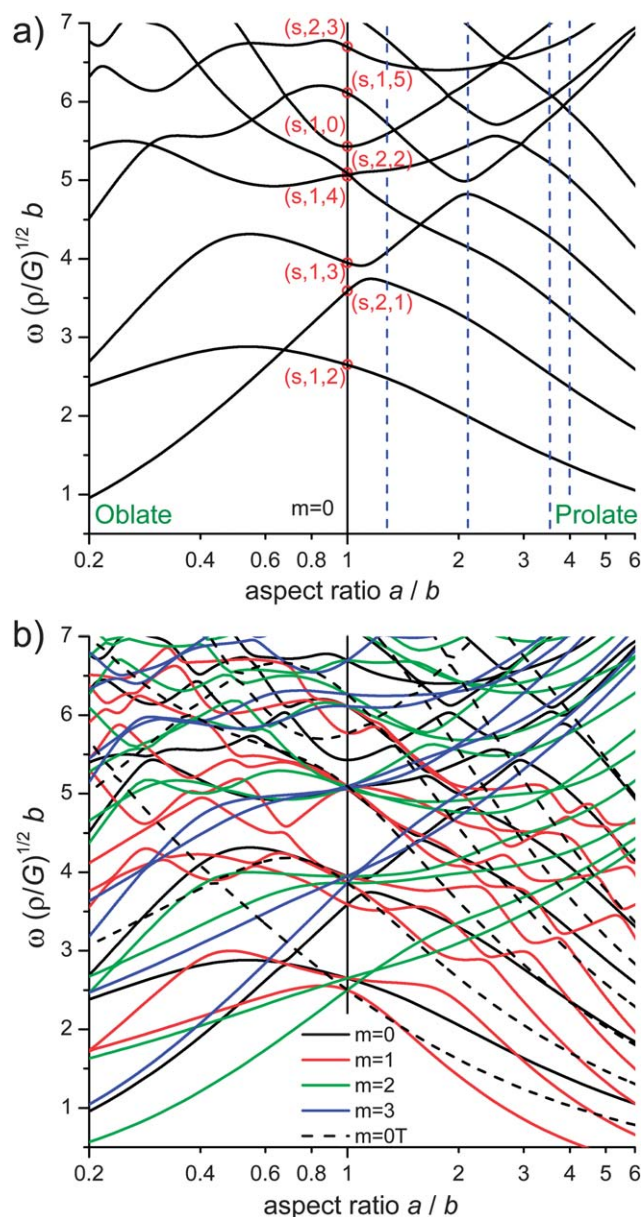 a)
7
6
5
4
3
2
1
ω (ρ/G)^1/2 b
(s,2,3)
(s,1,5)
(s,1,0)
(s,2,2)
(s,1,4)
(s,1,3)
(s,2,1)
(s,1,2)
Oblate
m=0
Prolate
0.2 0.4 0.6 0.8 1 2 3 4 5 6
aspect ratio a / b
b)
7
6
5
4
3
2
1
ω (ρ/G)^1/2 b
m=0
m=1
m=2
m=3
m=0T
0.2 0.4 0.6 0.8 1 2 3 4 5 6
aspect ratio a / b